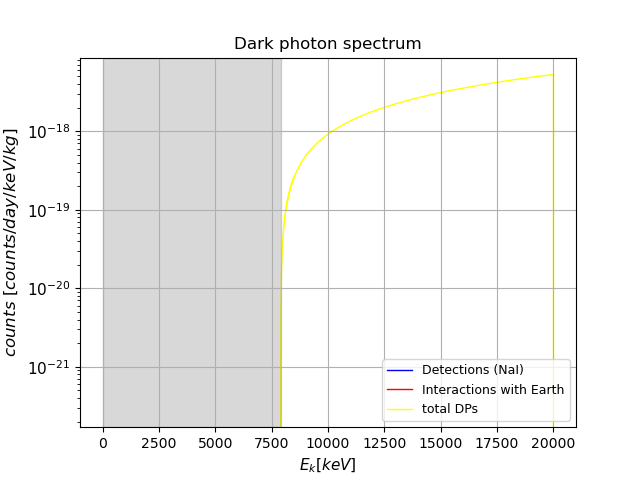 Dark photon spectrum
counts [counts/day/keV/kg]
10⁻¹⁸
10⁻¹⁹
10⁻²⁰
10⁻²¹
Detections (NaI)
Interactions with Earth
total DPs
0 2500 5000 7500 10000 12500 15000 17500 20000
Eₖ[keV]